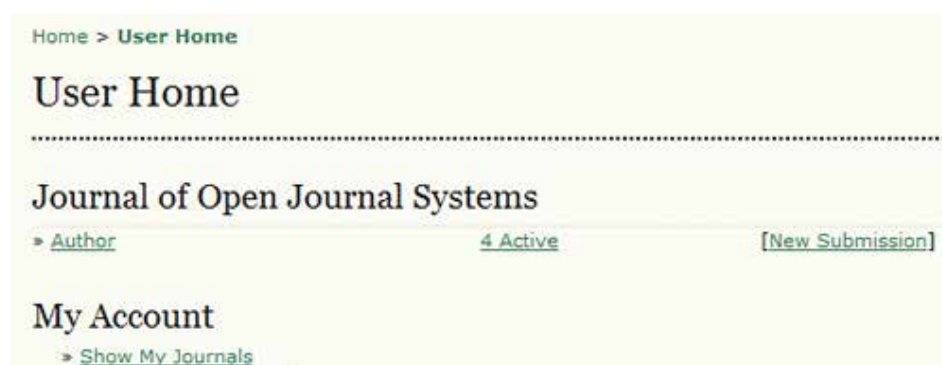 Home > User Home
User Home
Journal of Open Journal Systems
» Author 4 Active [New Submission]
My Account
» Show My Journals